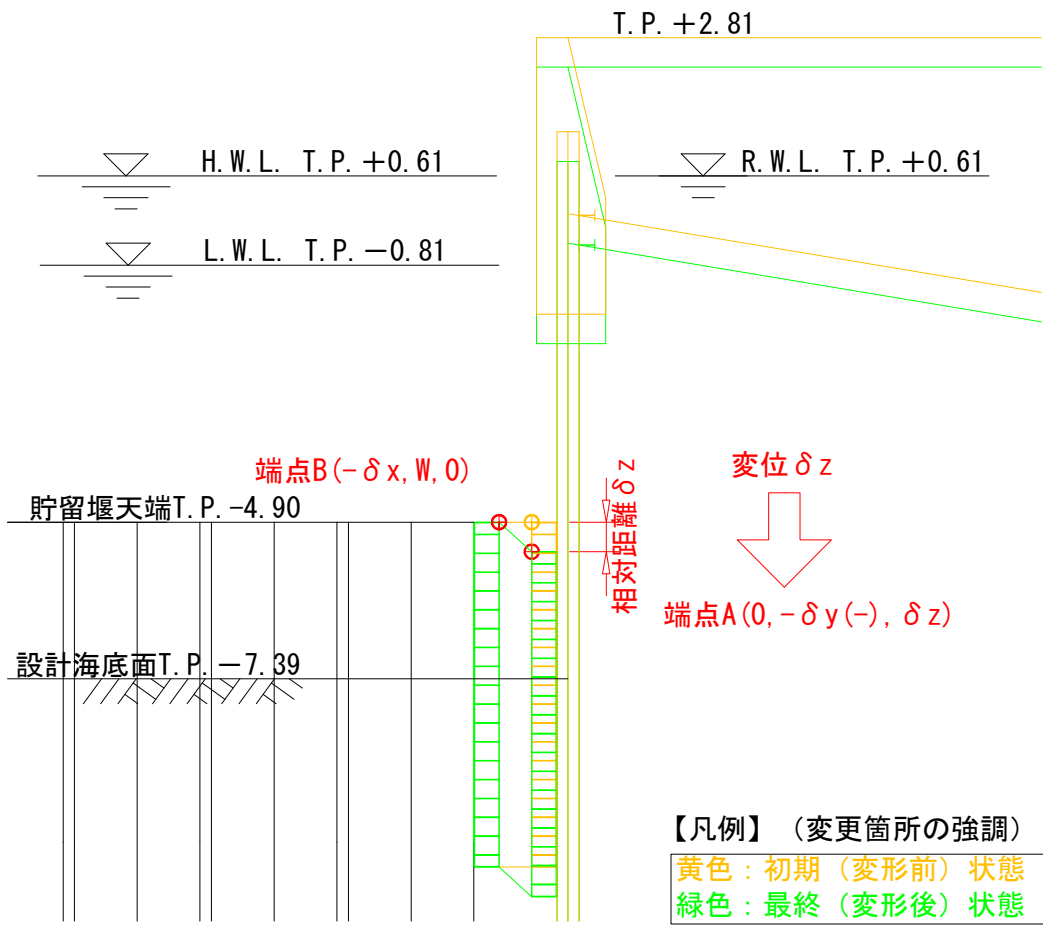 T.P.＋2.81
H.W.L. T.P.＋0.61
R.W.L. T.P.＋0.61
L.W.L. T.P.－0.81
端点B(-δx,W,0)
相対距離δz
変位δz
貯留堰天端T.P.-4.90
端点A(0,-δy(-),δz)
設計海底面T.P.－7.39
【凡例】（変更箇所の強調）
黄色：初期（変形前）状態
緑色：最終（変形後）状態